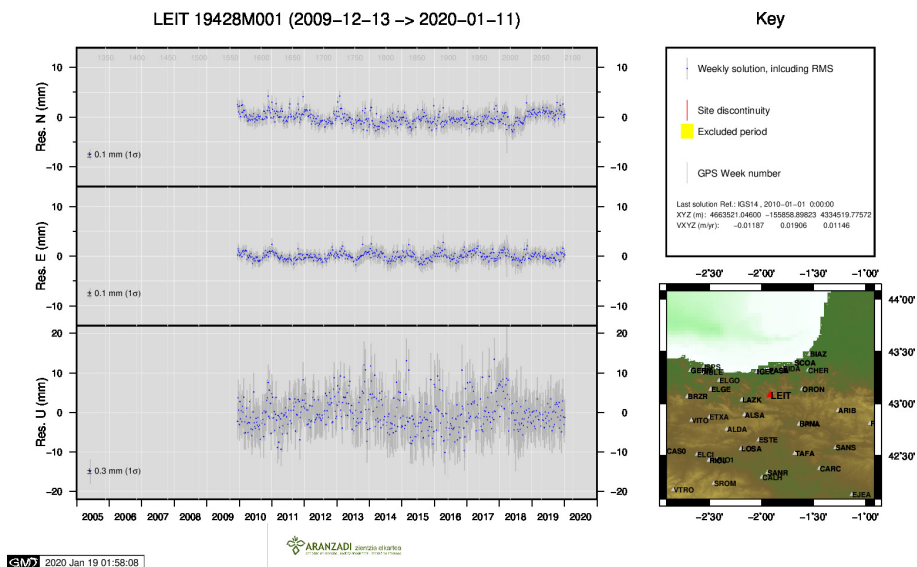 LEIT 19428M001 (2009−12−13 −> 2020−01−11)
Key
1350 1400 1450 1500 1550 1600 1650 1700 1750 1800 1850 1900 1950 2000 2050 2100
Res. N (mm)
10
0
−10
10
0
−10
± 0.1 mm (1σ)
Res. E (mm)
10
0
−10
10
0
−10
± 0.1 mm (1σ)
Res. U (mm)
20
10
0
−10
−20
20
10
0
−10
−20
± 0.3 mm (1σ)
2005 2006 2007 2008 2009 2010 2011 2012 2013 2014 2015 2016 2017 2018 2019 2020
Weekly solution, inlcuding RMS
Site discontinuity
Excluded period
GPS Week number
Last solution Ref.: IGS14 , 2010−01−01 0:00:00
XYZ (m): 4663521.04600 −155858.89823 4334519.77572
VXYZ (m/yr): −0.01187 0.01906 0.01146
−2˚30' −2˚00' −1˚30' −1˚00'
44˚00'
43˚30'
43˚00'
42˚30'
BIAZ
SCOA
CHER
ELGO
ELGE
ORON
BRZR
LAZK
LEIT
ARIB
VITO
ETXA
ALSA
ALDA
ESTE
CAS0
ELCI
LOSA
TAFA
SANS
SANR
CALH
CARC
SROM
VTRO
EJEA
−2˚30' −2˚00' −1˚30' −1˚00'
ARANZADI zientzia elkartea
GMT 2020 Jan 19 01:58:08